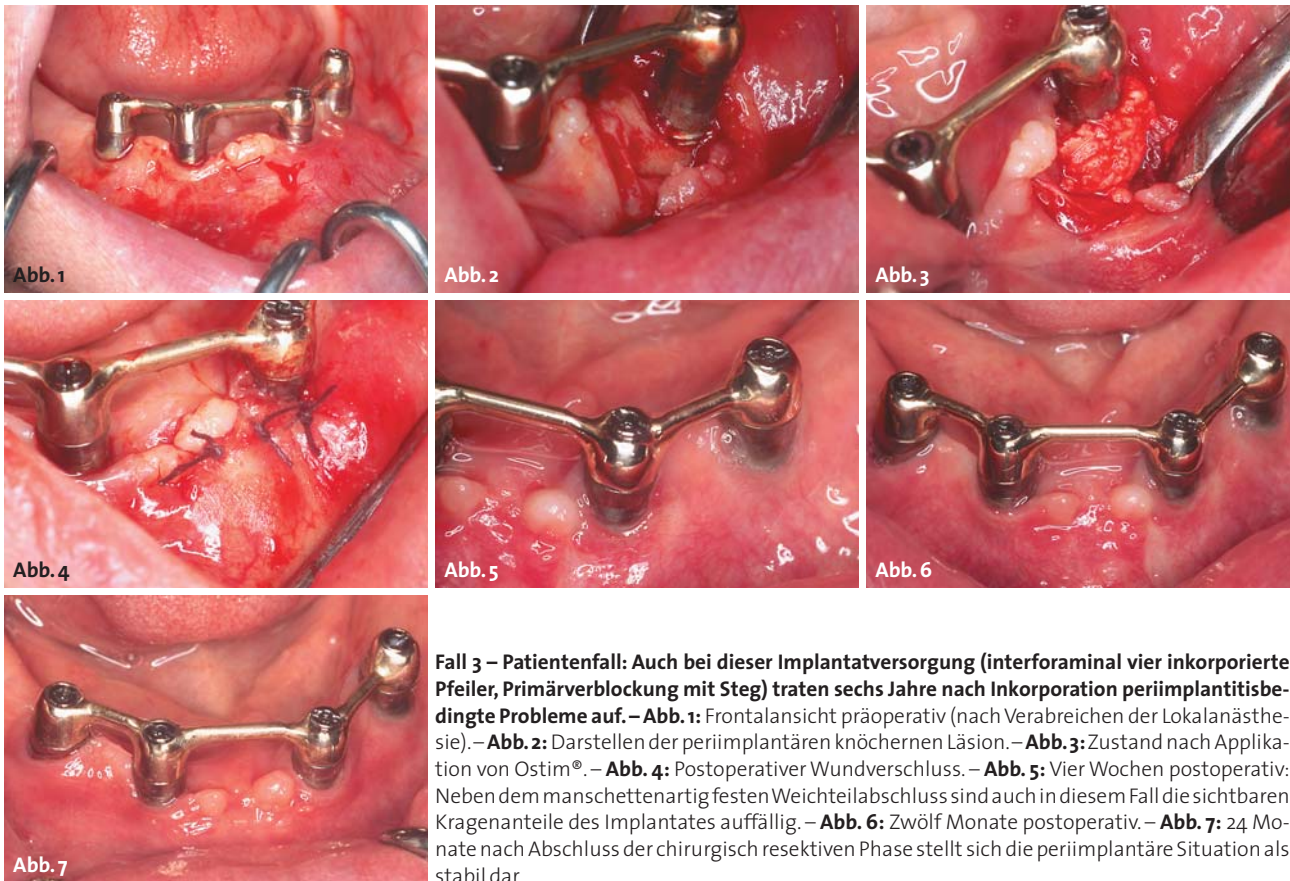 Abb. 1
Abb. 2
Abb. 3
Abb. 4
Abb. 5
Abb. 6
Abb. 7
Fall 3 – Patientenfall: Auch bei dieser Implantatversorgung (interforaminal vier inkorporierte
Pfeiler, Primärverblockung mit Steg) traten sechs Jahre nach Inkorporation periimplantitisbe-
dingte Probleme auf. – Abb. 1: Frontalansicht präoperativ (nach Verabreichen der Lokalanästhe-
sie). – Abb. 2: Darstellen der periimplantären knöchernen Läsion. – Abb. 3: Zustand nach Applika-
tion von Ostim®. – Abb. 4: Postoperativer Wundverschluss. – Abb. 5: Vier Wochen postoperativ:
Neben dem manschettenartig festen Weichteilabschluss sind auch in diesem Fall die sichtbaren
Kragenanteile des Implantates auffällig. – Abb. 6: Zwölf Monate postoperativ. – Abb. 7: 24 Mo-
nate nach Abschluss der chirurgisch resektiven Phase stellt sich die periimplantäre Situation als
stabil dar